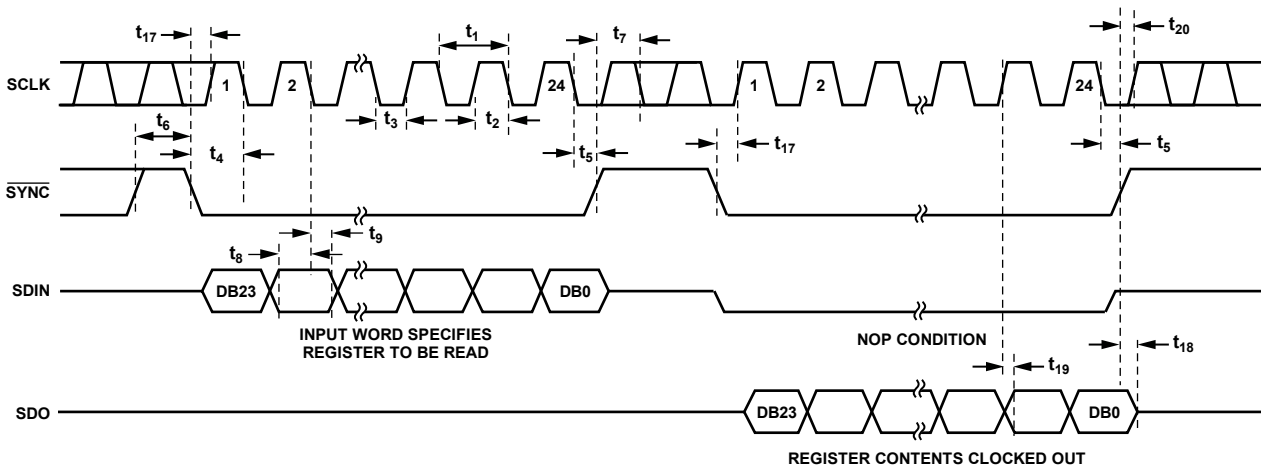 t17
t1
t7
t20
SCLK
1
2
24
1
2
24
t6
t3
t2
t4
t5
t17
t5
SYNC
t9
t8
SDIN
DB23
DB0
INPUT WORD SPECIFIES
REGISTER TO BE READ
NOP CONDITION
t18
t19
SDO
DB23
DB0
REGISTER CONTENTS CLOCKED OUT